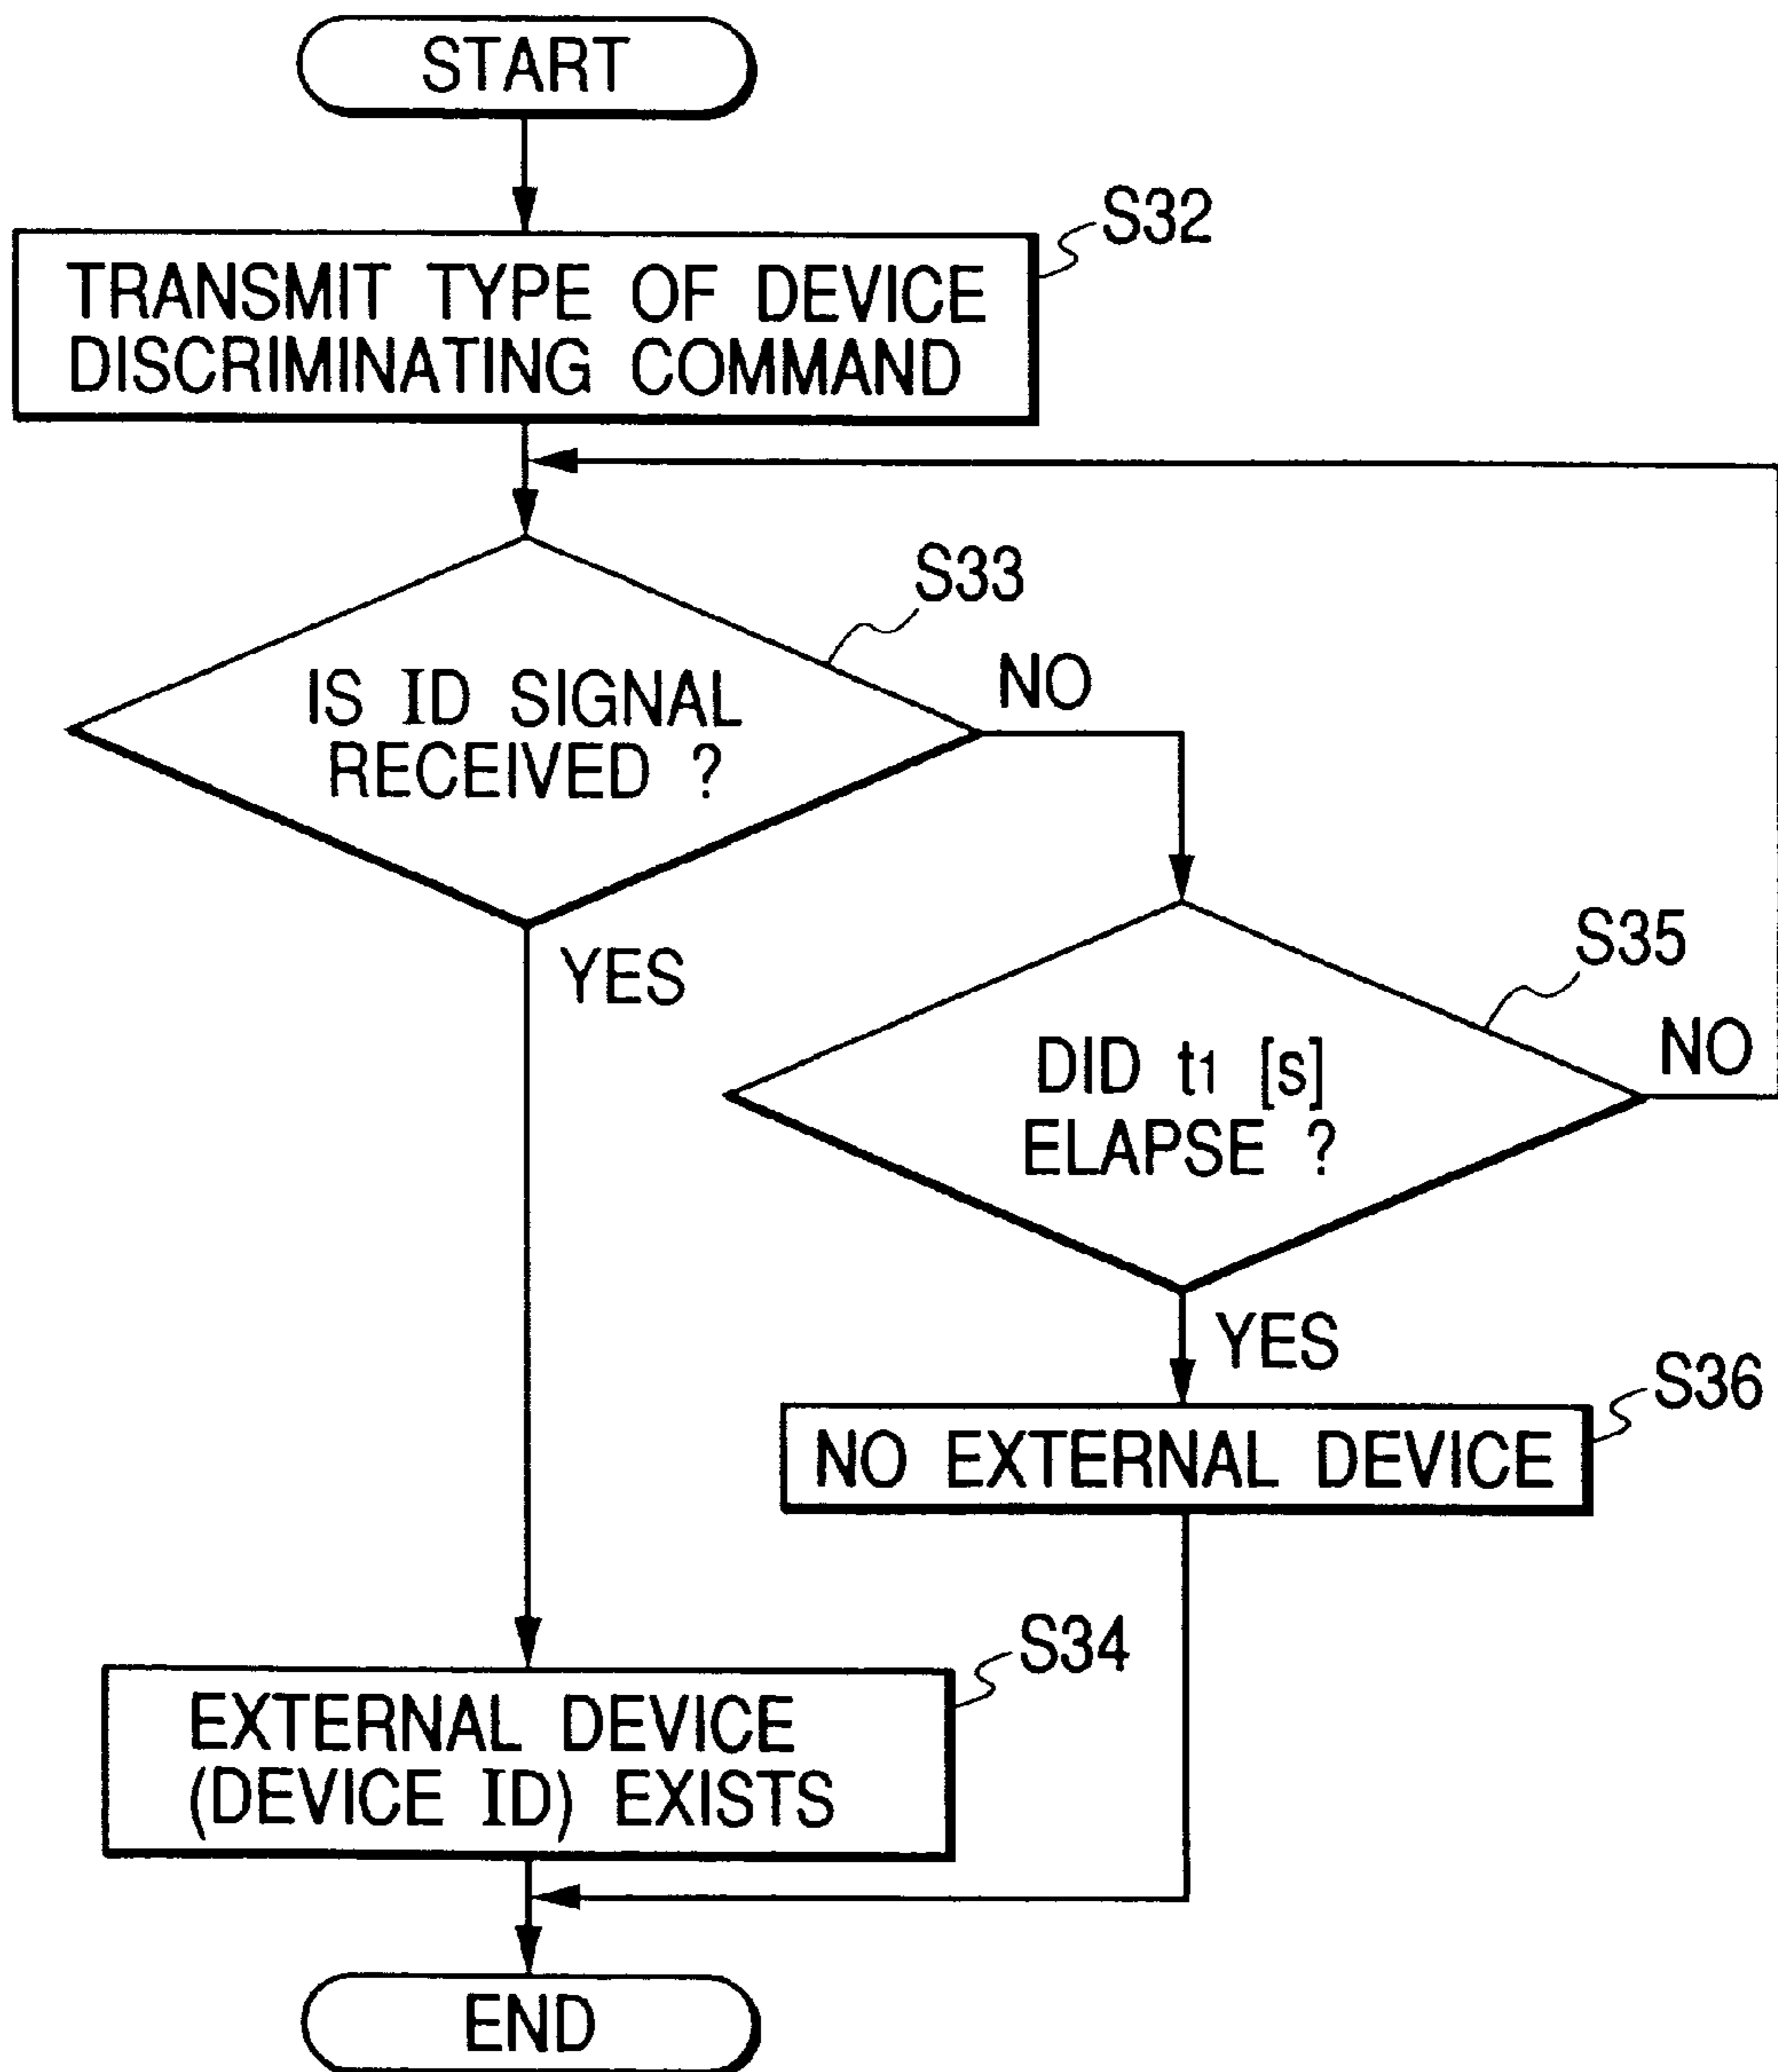 START
S32
TRANSMIT TYPE OF DEVICE
DISCRIMINATING COMMAND
S33
IS ID SIGNAL
RECEIVED ?
NO
YES
S35
DID t1 [s]
ELAPSE ?
NO
YES
S36
NO EXTERNAL DEVICE
S34
EXTERNAL DEVICE
(DEVICE ID) EXISTS
END